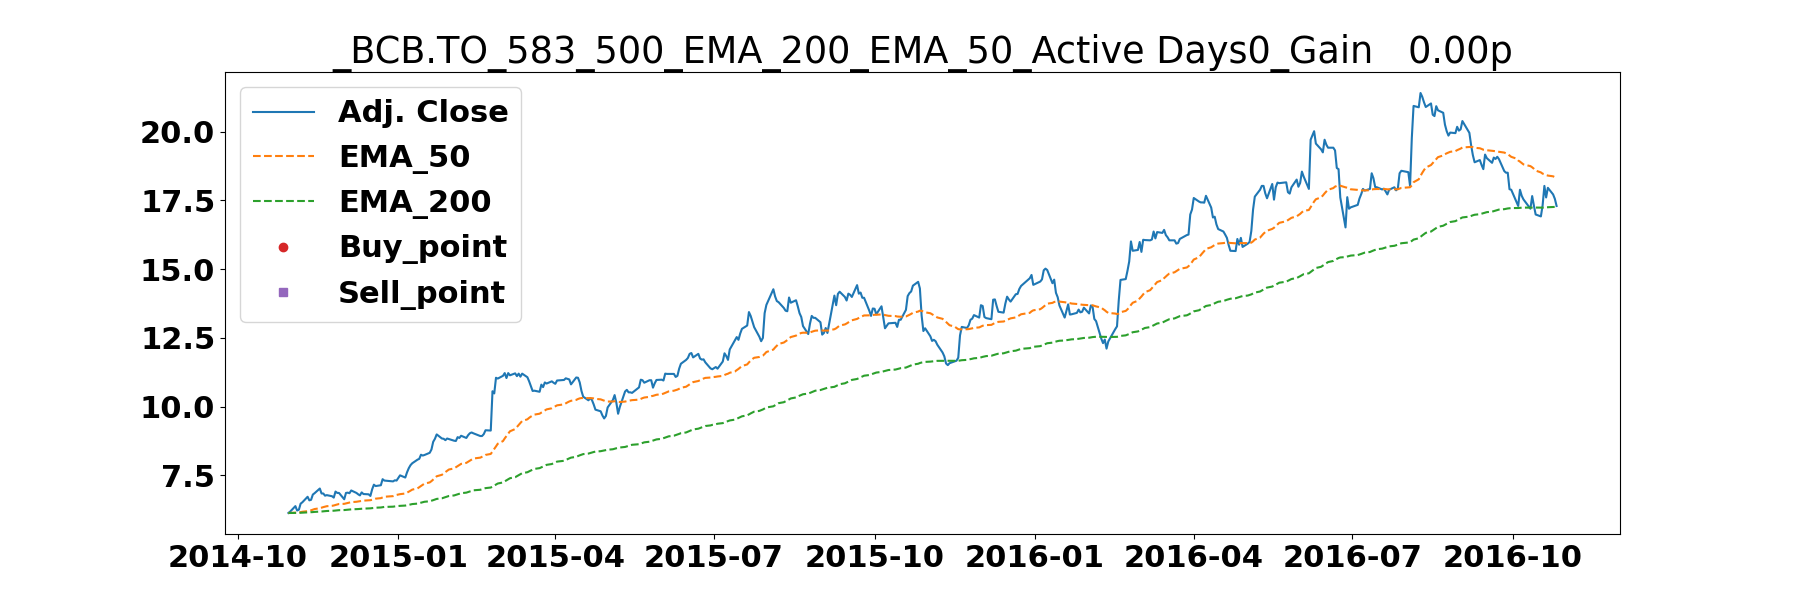 _BCB.TO_583_500_EMA_200_EMA_50_Active Days0_Gain   0.00p
Adj. Close
EMA_50
EMA_200
Buy_point
Sell_point
20.0
17.5
15.0
12.5
10.0
7.5
2014-10 2015-01 2015-04 2015-07 2015-10 2016-01 2016-04 2016-07 2016-10